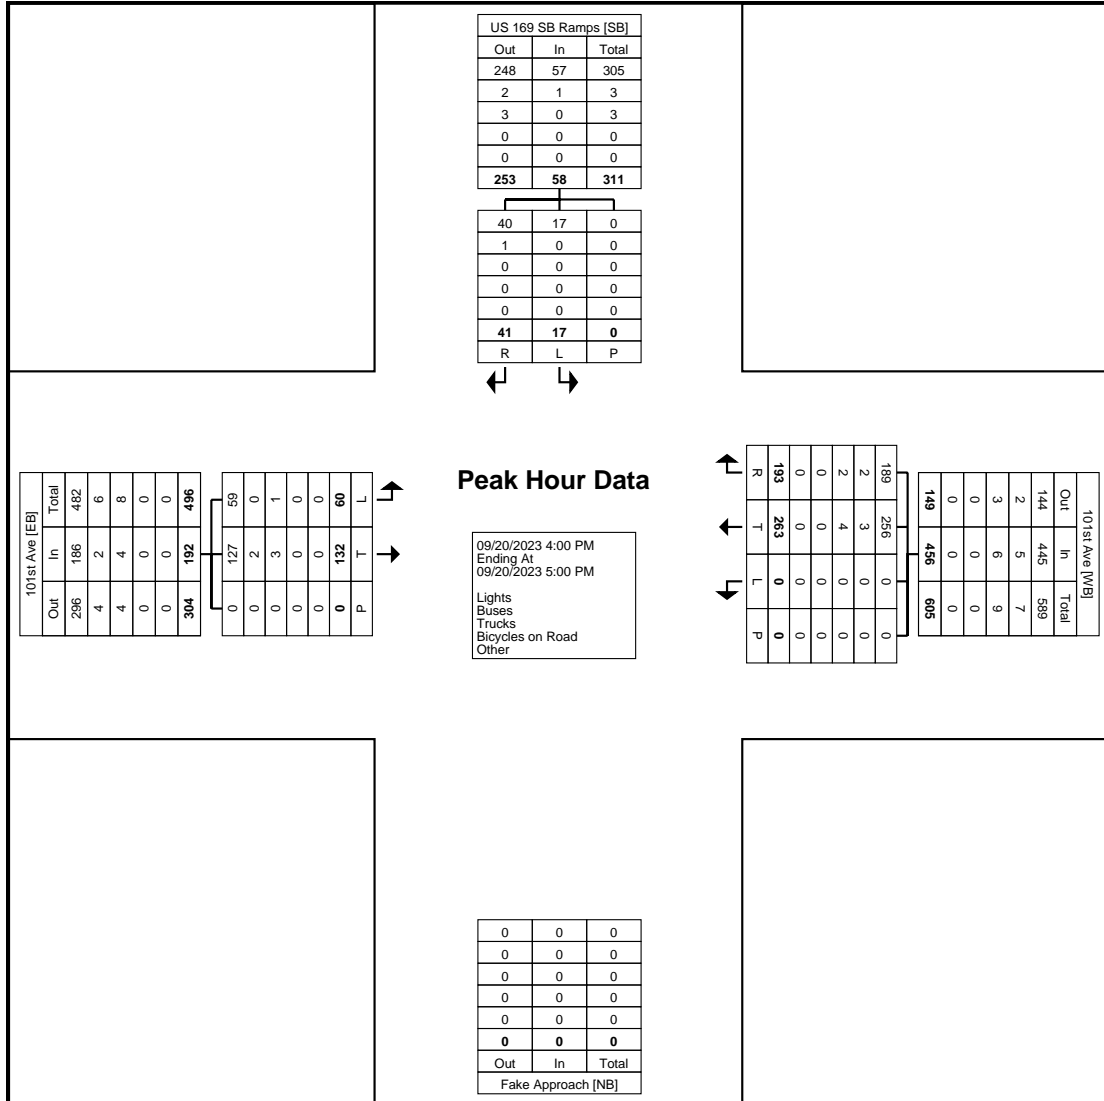 US 169 SB Ramps [SB]
Out In Total
248 57 305
2 1 3
3 0 3
0 0 0
0 0 0
253 58 311
40 17 0
1 0 0
0 0 0
0 0 0
0 0 0
41 17 0
R L P
101st Ave [EB]
Total 482 6 8 0 0 496
In 186 2 4 0 0 192
Out 296 4 4 0 0 304
59 0 1 0 0 60 L
127 2 3 0 0 132 T
0 0 0 0 0 0 P
Peak Hour Data
09/20/2023 4:00 PM
Ending At
09/20/2023 5:00 PM
Lights
Buses
Trucks
Bicycles on Road
Other
R 193 0 0 2 2 189
T 263 0 0 4 3 256
L 0 0 0 0 0 0
P 0 0 0 0 0 0
101st Ave [WB]
Out In Total
144 445 589
2 5 7
3 6 9
0 0 0
0 0 0
149 456 605
0 0 0
0 0 0
0 0 0
0 0 0
0 0 0
0 0 0
Out In Total
Fake Approach [NB]